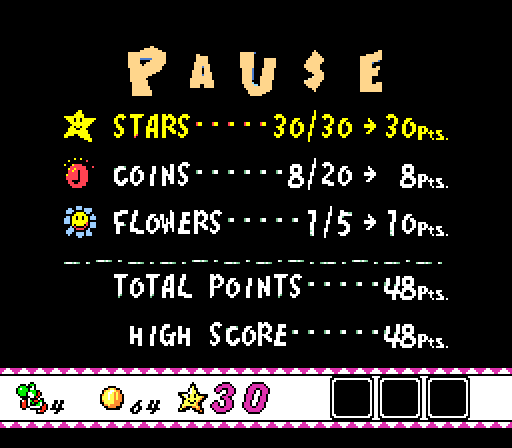 PAUSE
STARS·····30/30→30Pts.
COINS······8/20→ 8Pts.
FLOWERS·····1/5→10Pts.
TOTAL POINTS·····48Pts.
HIGH SCORE······48Pts.
4 64 30